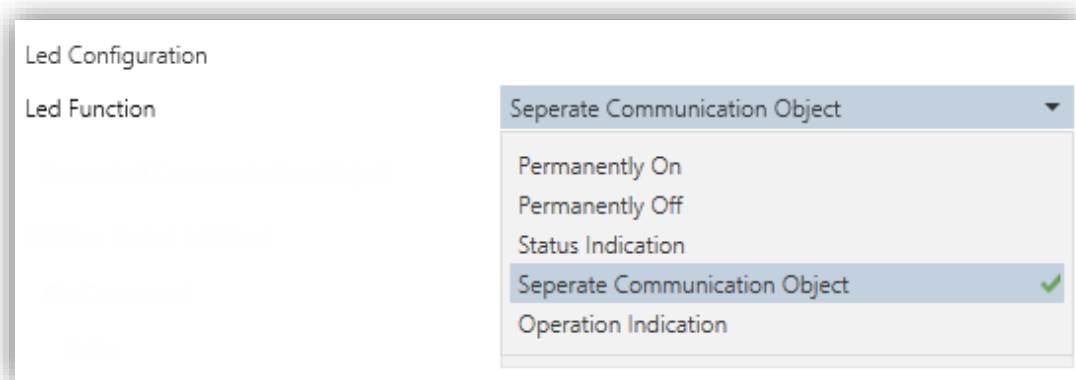 Led Configuration
Led Function
Seperate Communication Object
Permanently On
Permanently Off
Status Indication
Seperate Communication Object
Operation Indication